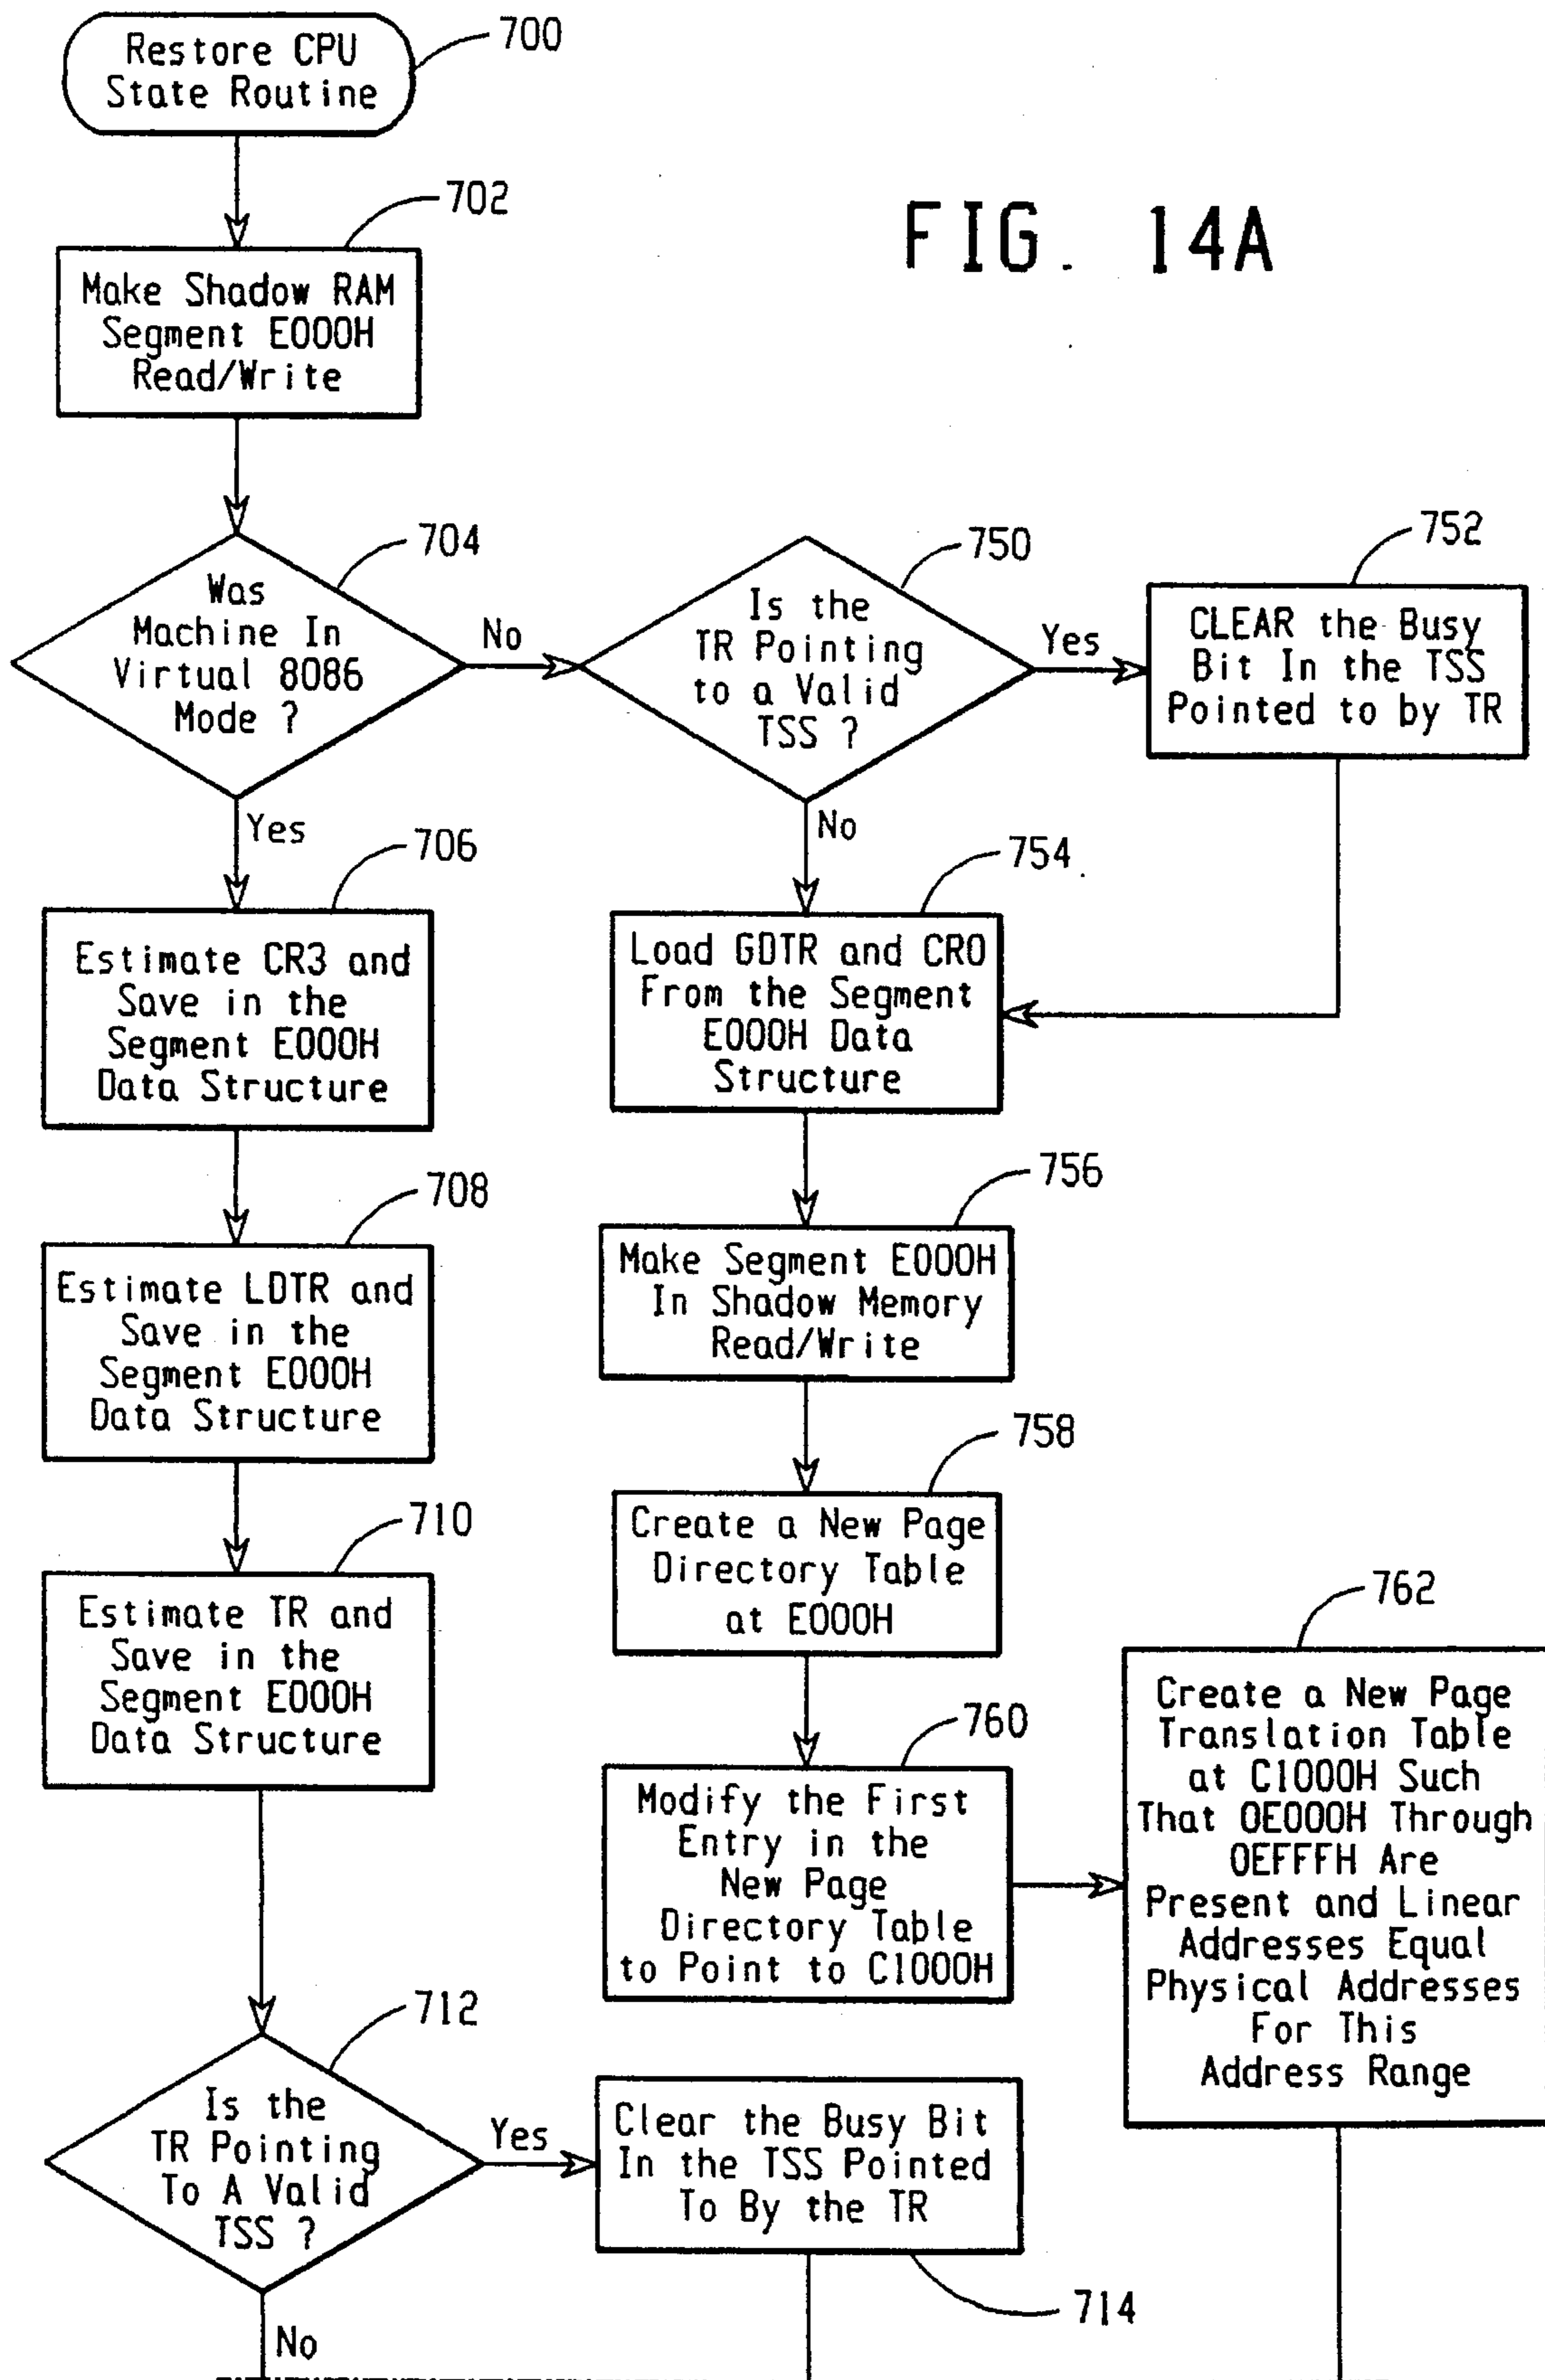 Restore CPU
State Routine
700
702
FIG. 14A
Make Shadow RAM
Segment E000H
Read/Write
704
Was
Machine In
Virtual 8086
Mode ?
No
Yes
750
Is the
TR Pointing
to a Valid
TSS ?
Yes
No
752
CLEAR the Busy
Bit In the TSS
Pointed to by TR
706
Estimate CR3 and
Save in the
Segment E000H
Data Structure
754
Load GDTR and CR0
From the Segment
E000H Data
Structure
708
Estimate LDTR and
Save in the
Segment E000H
Data Structure
756
Make Segment E000H
In Shadow Memory
Read/Write
710
Estimate TR and
Save in the
Segment E000H
Data Structure
758
Create a New Page
Directory Table
at E000H
760
Modify the First
Entry in the
New Page
Directory Table
to Point to C1000H
762
Create a New Page
Translation Table
at C1000H Such
That 0E000H Through
0EFFFH Are
Present and Linear
Addresses Equal
Physical Addresses
For This
Address Range
712
Is the
TR Pointing
To A Valid
TSS ?
Yes
No
Clear the Busy Bit
In the TSS Pointed
To By the TR
714